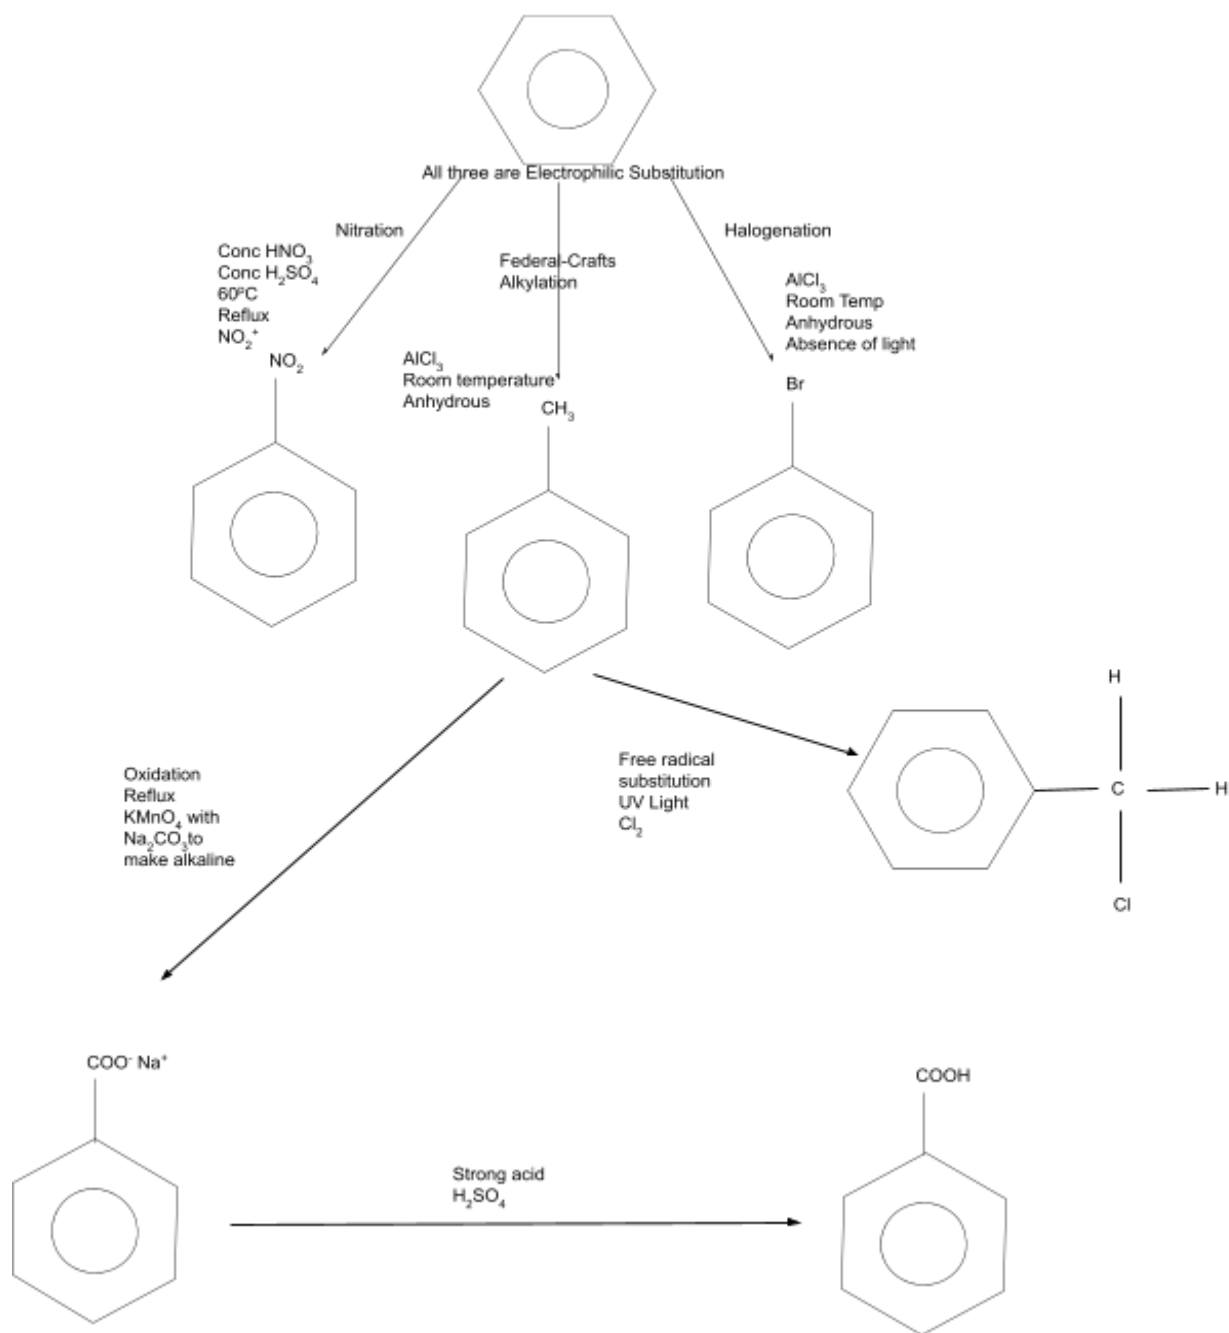 All three are Electrophilic Substitution
Nitration
Conc HNO₃
Conc H₂SO₄
60ºC
Reflux
NO₂⁺
NO₂
Federal-Crafts
Alkylation
AlCl₃
Room temperature
Anhydrous
CH₃
Halogenation
AlCl₃
Room Temp
Anhydrous
Absence of light
Br
Oxidation
Reflux
KMnO₄ with
Na₂CO₃to
make alkaline
Free radical
substitution
UV Light
Cl₂
H
C
H
Cl
COO⁻ Na⁺
Strong acid
H₂SO₄
COOH